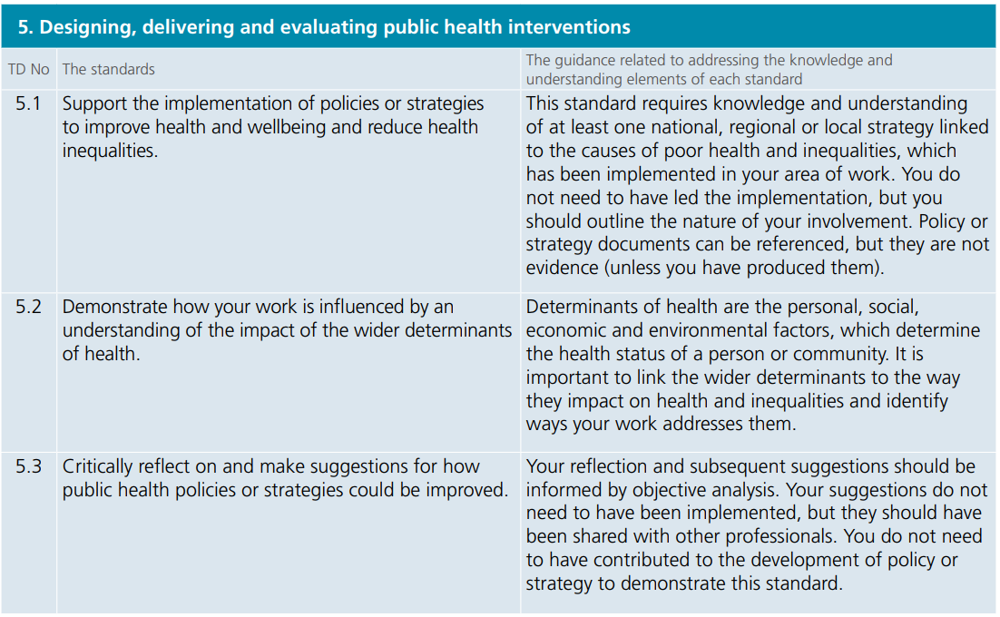 5. Designing, delivering and evaluating public health interventions
TD No
The standards
The guidance related to addressing the knowledge and
understanding elements of each standard
5.1
Support the implementation of policies or strategies
to improve health and wellbeing and reduce health
inequalities.
This standard requires knowledge and understanding
of at least one national, regional or local strategy linked
to the causes of poor health and inequalities, which
has been implemented in your area of work. You do
not need to have led the implementation, but you
should outline the nature of your involvement. Policy or
strategy documents can be referenced, but they are not
evidence (unless you have produced them).
5.2
Demonstrate how your work is influenced by an
understanding of the impact of the wider determinants
of health.
Determinants of health are the personal, social,
economic and environmental factors, which determine
the health status of a person or community. It is
important to link the wider determinants to the way
they impact on health and inequalities and identify
ways your work addresses them.
5.3
Critically reflect on and make suggestions for how
public health policies or strategies could be improved.
Your reflection and subsequent suggestions should be
informed by objective analysis. Your suggestions do not
need to have been implemented, but they should have
been shared with other professionals. You do not need
to have contributed to the development of policy or
strategy to demonstrate this standard.